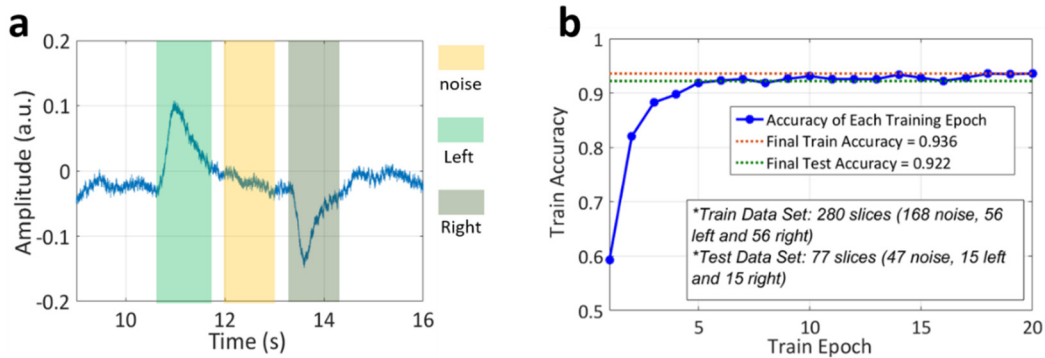 a
0.2
0.1
0
-0.1
-0.2
Amplitude (a.u.)
10
12
14
16
Time (s)
noise
Left
Right
b
1
0.9
0.8
0.7
0.6
0.5
Train Accuracy
Accuracy of Each Training Epoch
Final Train Accuracy = 0.936
Final Test Accuracy = 0.922
*Train Data Set: 280 slices (168 noise, 56
left and 56 right)
*Test Data Set: 77 slices (47 noise, 15 left
and 15 right)
5
10
15
20
Train Epoch